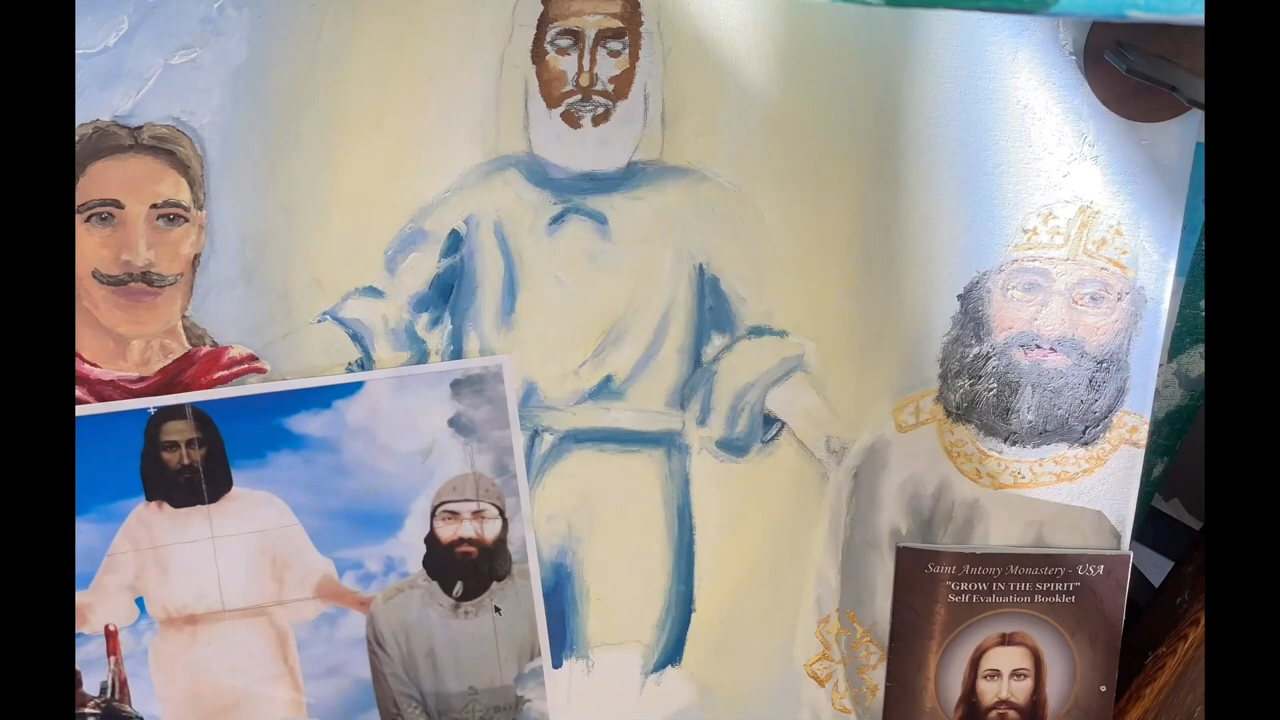 Saint Antony Monastery - USA
"GROW IN THE SPIRIT"
Self Evaluation Booklet